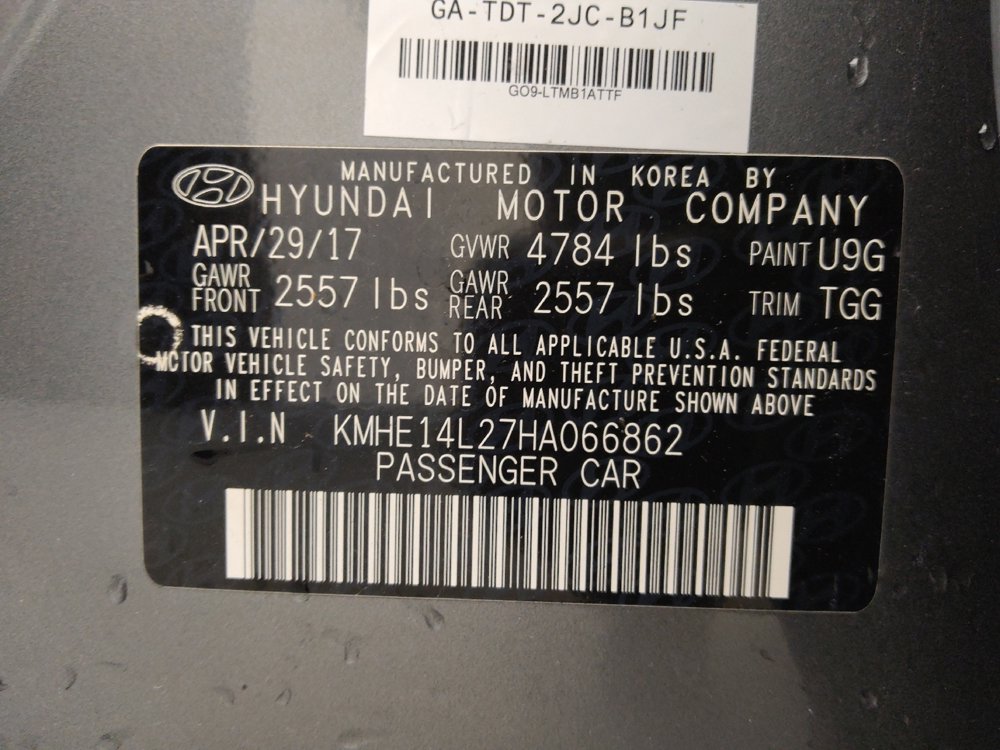 GA-TDT-2JC-B1JF
GO9-LTMB1ATTF
MANUFACTURED IN KOREA BY
HYUNDAI MOTOR COMPANY
APR/29/17 GVWR 4784 lbs PAINT U9G
GAWR FRONT 2557 lbs GAWR REAR 2557 lbs TRIM TGG
THIS VEHICLE CONFORMS TO ALL APPLICABLE U.S.A. FEDERAL
MOTOR VEHICLE SAFETY, BUMPER, AND THEFT PREVENTION STANDARDS
IN EFFECT ON THE DATE OF MANUFACTURE SHOWN ABOVE
V.I.N KMHE14L27HA066862
PASSENGER CAR